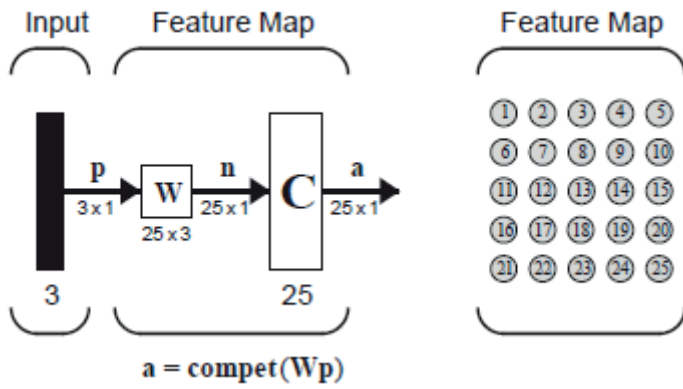 Input Feature Map Feature Map
p W n C a
3 x 1 25 x 3 25 x 1 25 x 1
3 25
a = compet(Wp)
1 2 3 4 5
6 7 8 9 10
11 12 13 14 15
16 17 18 19 20
21 22 23 24 25